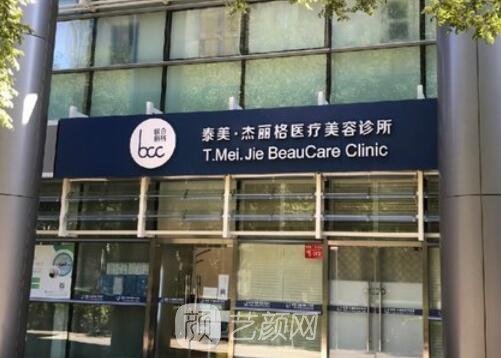 联合
丽格
bcc
泰美·杰丽格医疗美容诊所
T.Mei.Jie BeauCare Clinic
颜艺颜网